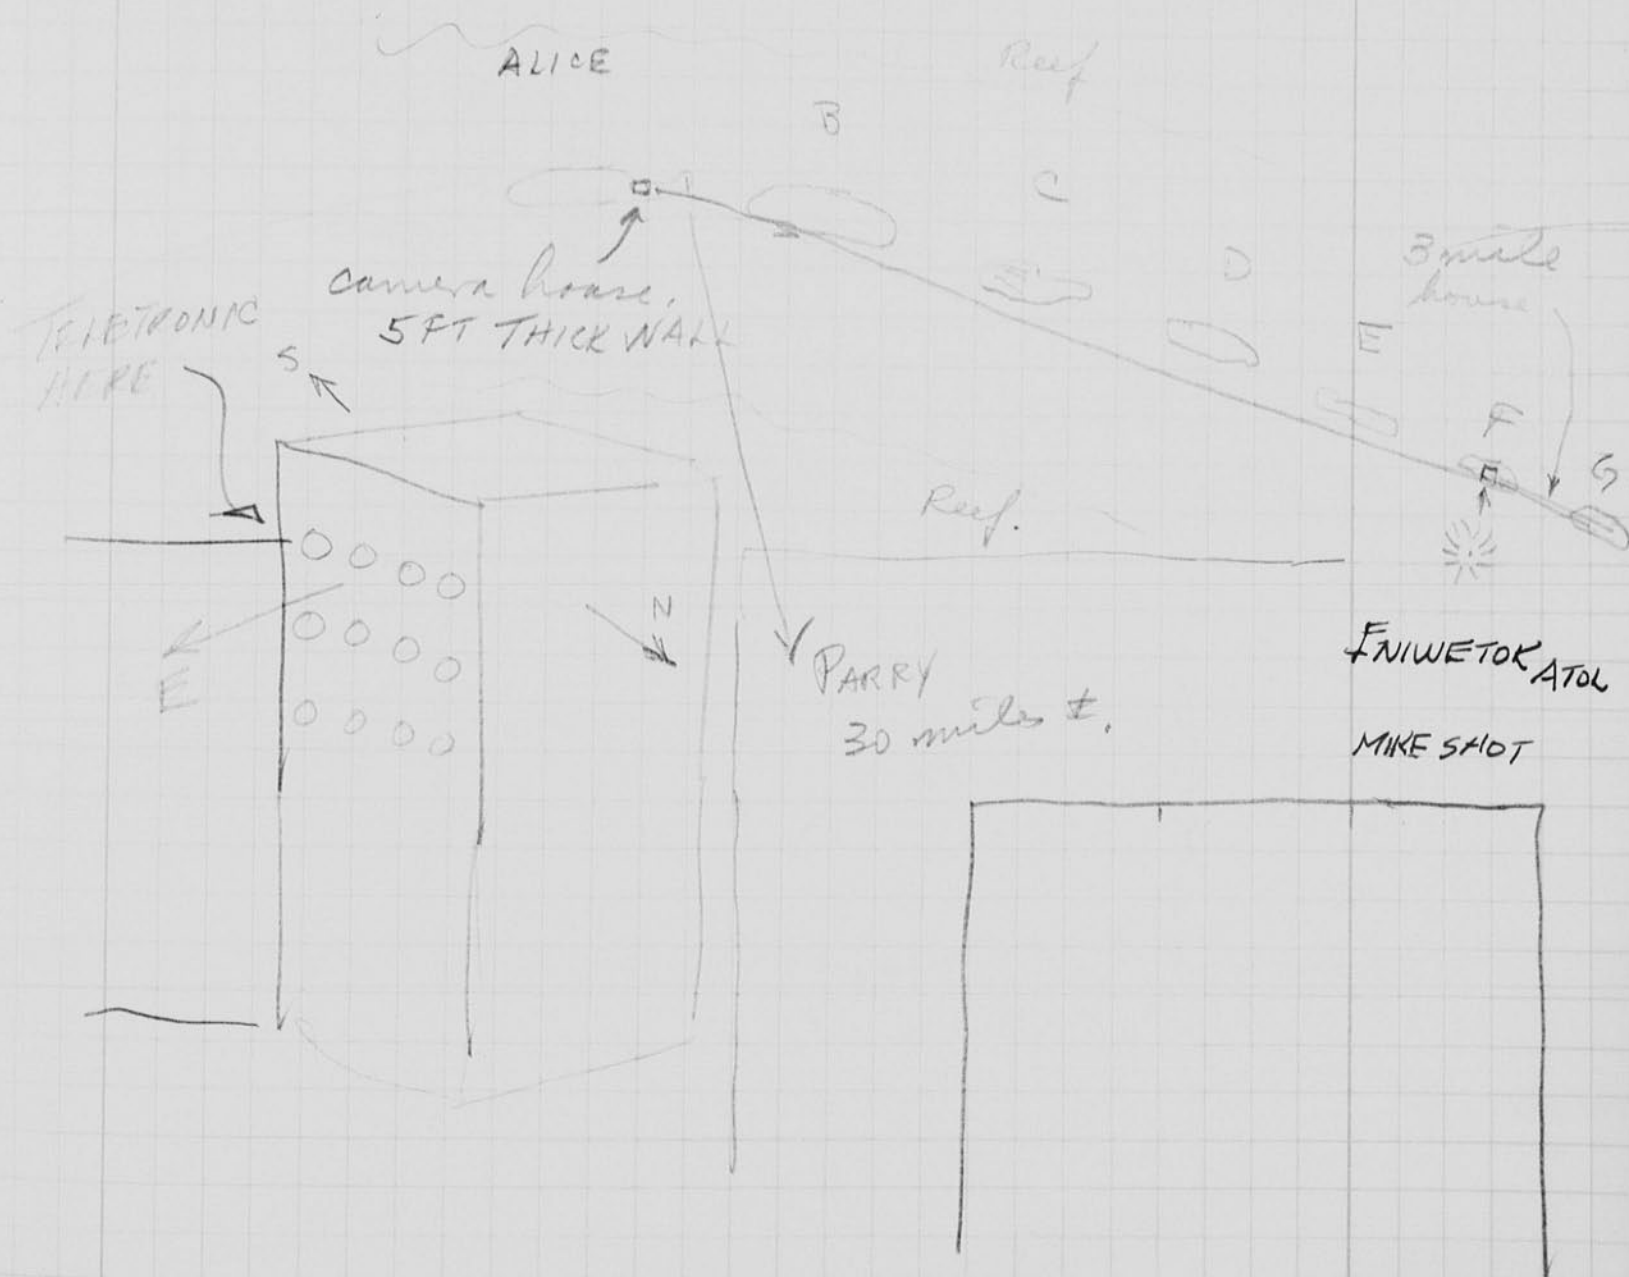 ALICE
Reef
B
C
D
3 mile
house
camera house,
5 FT THICK WALL
TELETRONIC
HERE
S
E
F
G
Reef.
N
E
PARRY
30 miles ±.
ENIWETOK ATOL
MIKE SHOT